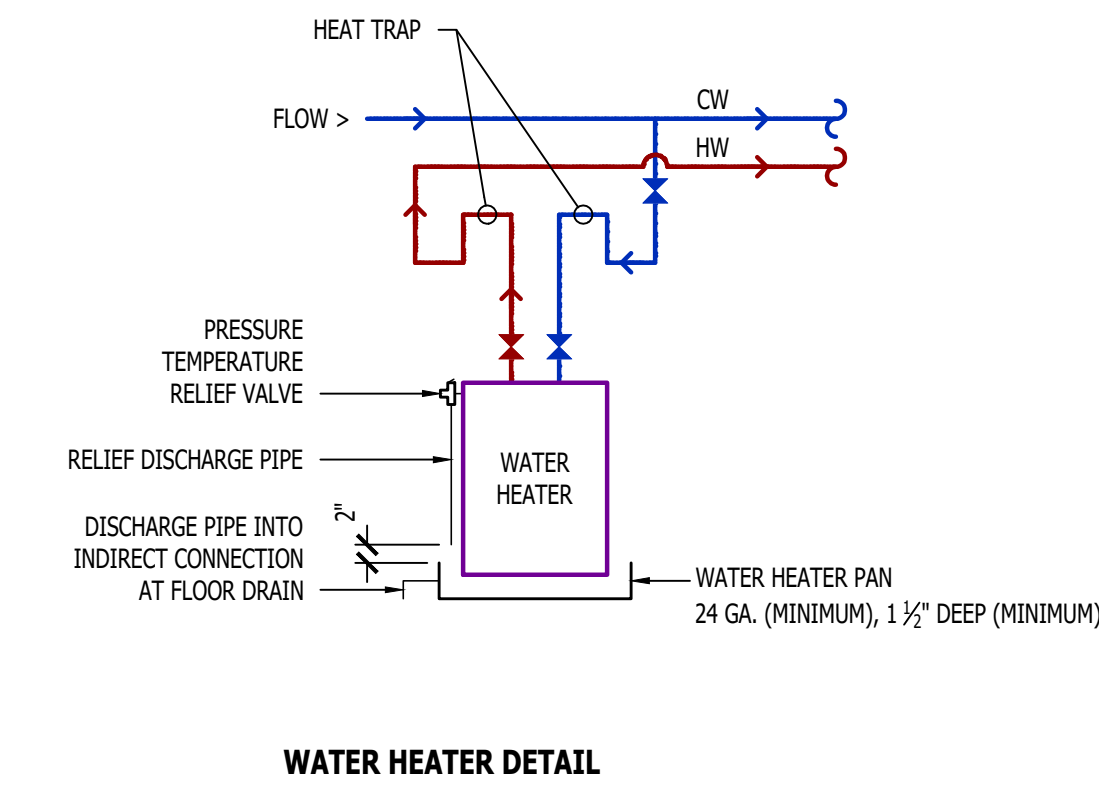 HEAT TRAP
FLOW >
CW
HW
PRESSURE
TEMPERATURE
RELIEF VALVE
RELIEF DISCHARGE PIPE
WATER
HEATER
2"
DISCHARGE PIPE INTO
INDIRECT CONNECTION
AT FLOOR DRAIN
WATER HEATER PAN
24 GA. (MINIMUM), 1 ½" DEEP (MINIMUM)
WATER HEATER DETAIL